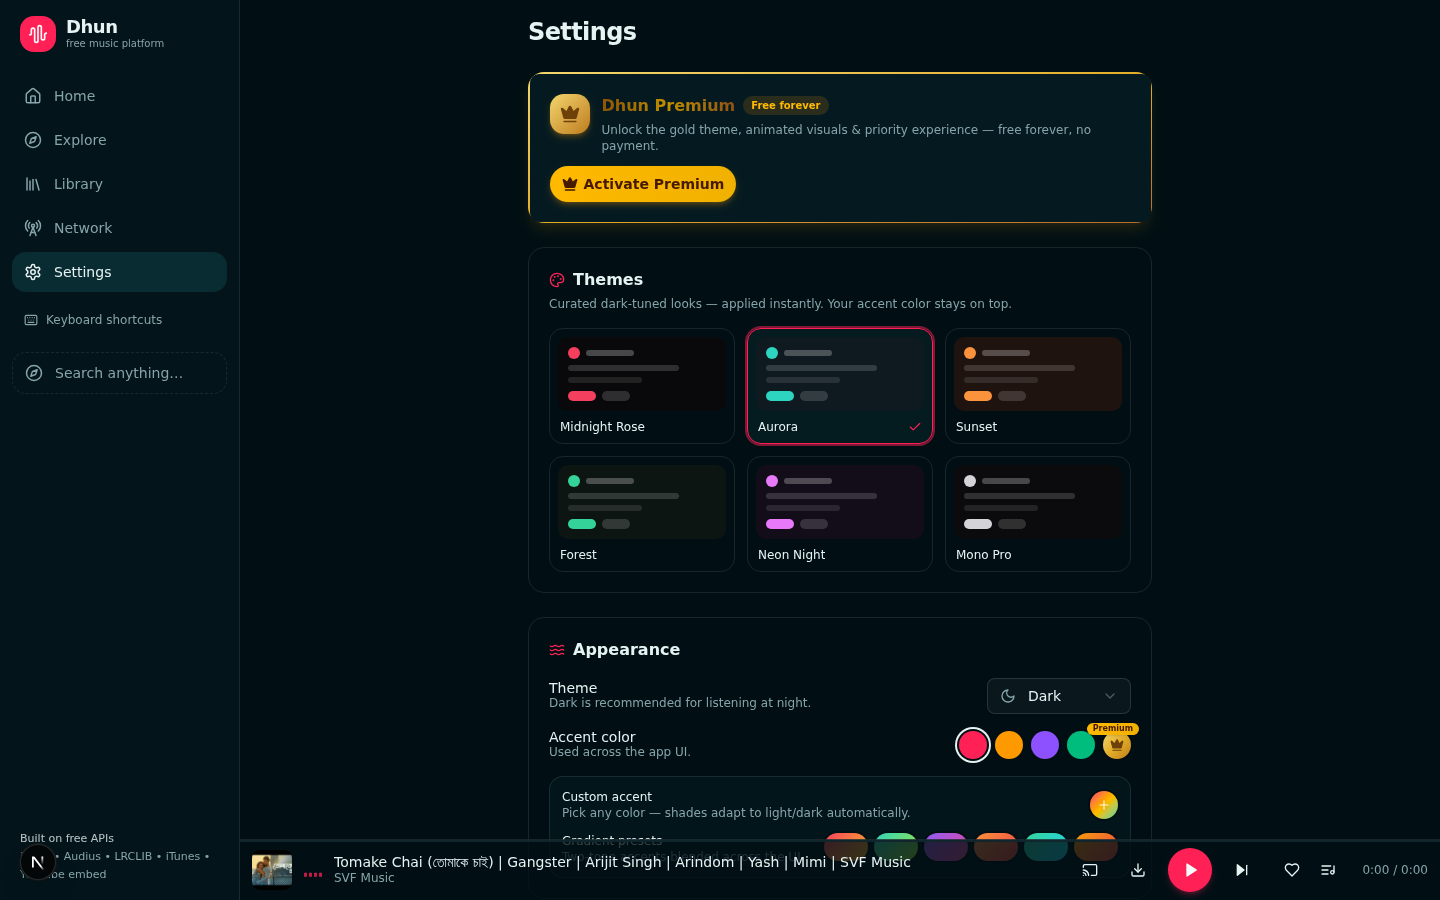 Dhun
free music platform
Home
Explore
Library
Network
Settings
Keyboard shortcuts
Search anything...
Built on free APIs
• Audius • LRCLIB • iTunes •
embed
Settings
Dhun Premium
Free forever
Unlock the gold theme, animated visuals & priority experience — free forever, no
payment.
Activate Premium
Themes
Curated dark-tuned looks — applied instantly. Your accent color stays on top.
Midnight Rose
Aurora
Sunset
Forest
Neon Night
Mono Pro
Appearance
Theme
Dark is recommended for listening at night.
Dark
Accent color
Used across the app UI.
Premium
Custom accent
Pick any color — shades adapt to light/dark automatically.
Gradient presets
Tomake Chai (তোমাকে চাই) | Gangster | Arijit Singh | Arindom | Yash | Mimi | SVF Music
SVF Music
0:00 / 0:00